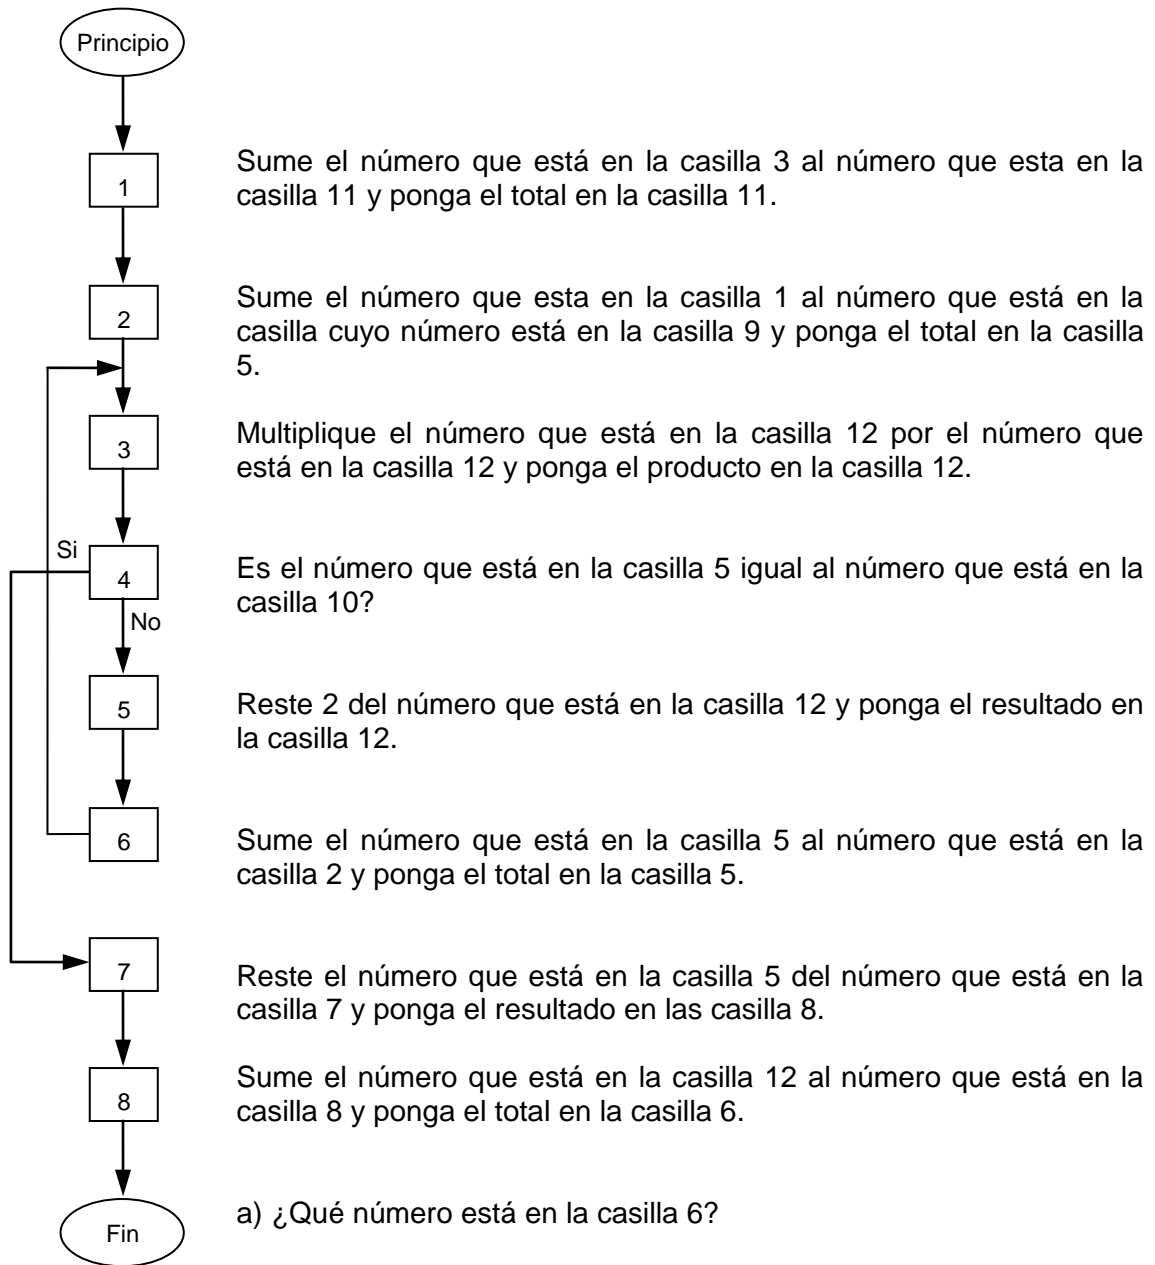 Principio
1
Sume el número que está en la casilla 3 al número que esta en la
casilla 11 y ponga el total en la casilla 11.
2
Sume el número que esta en la casilla 1 al número que está en la
casilla cuyo número está en la casilla 9 y ponga el total en la casilla
5.
3
Multiplique el número que está en la casilla 12 por el número que
está en la casilla 12 y ponga el producto en la casilla 12.
Si
4
No
Es el número que está en la casilla 5 igual al número que está en la
casilla 10?
5
Reste 2 del número que está en la casilla 12 y ponga el resultado en
la casilla 12.
6
Sume el número que está en la casilla 5 al número que está en la
casilla 2 y ponga el total en la casilla 5.
7
Reste el número que está en la casilla 5 del número que está en la
casilla 7 y ponga el resultado en las casilla 8.
8
Sume el número que está en la casilla 12 al número que está en la
casilla 8 y ponga el total en la casilla 6.
Fin
a) ¿Qué número está en la casilla 6?